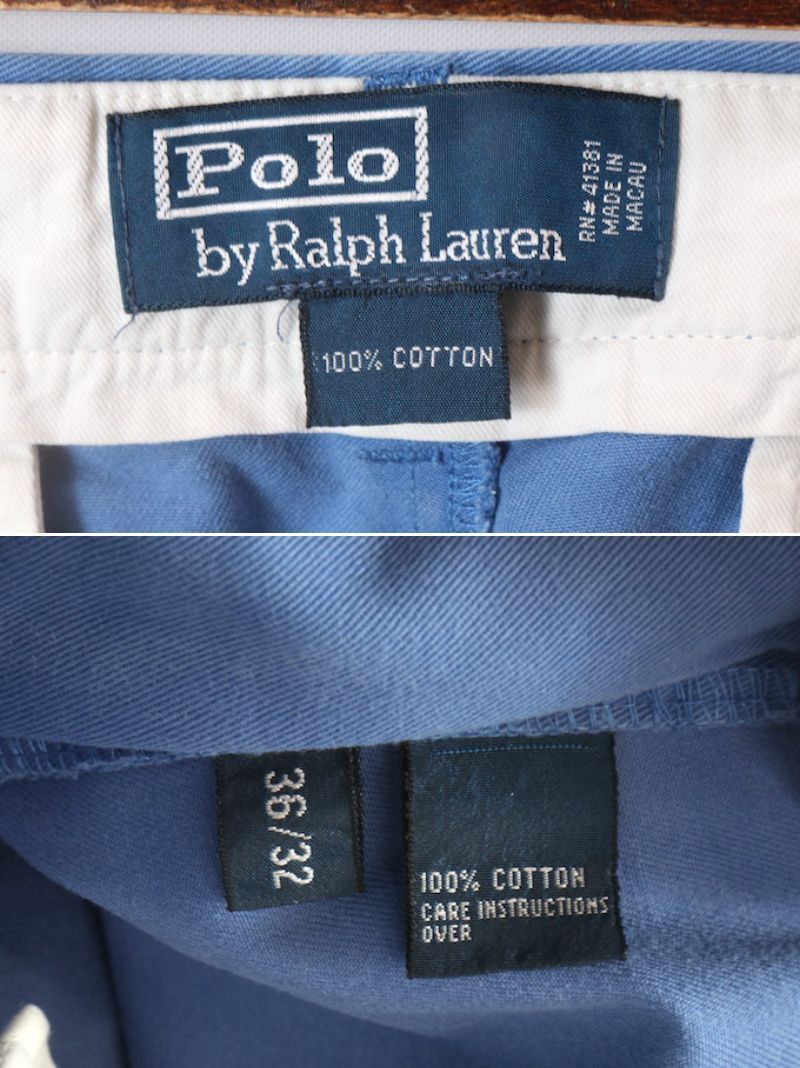 Polo
by Ralph Lauren
RN# 41381
MADE IN
MACAU
100% COTTON
36/32
100% COTTON
CARE INSTRUCTIONS
OVER